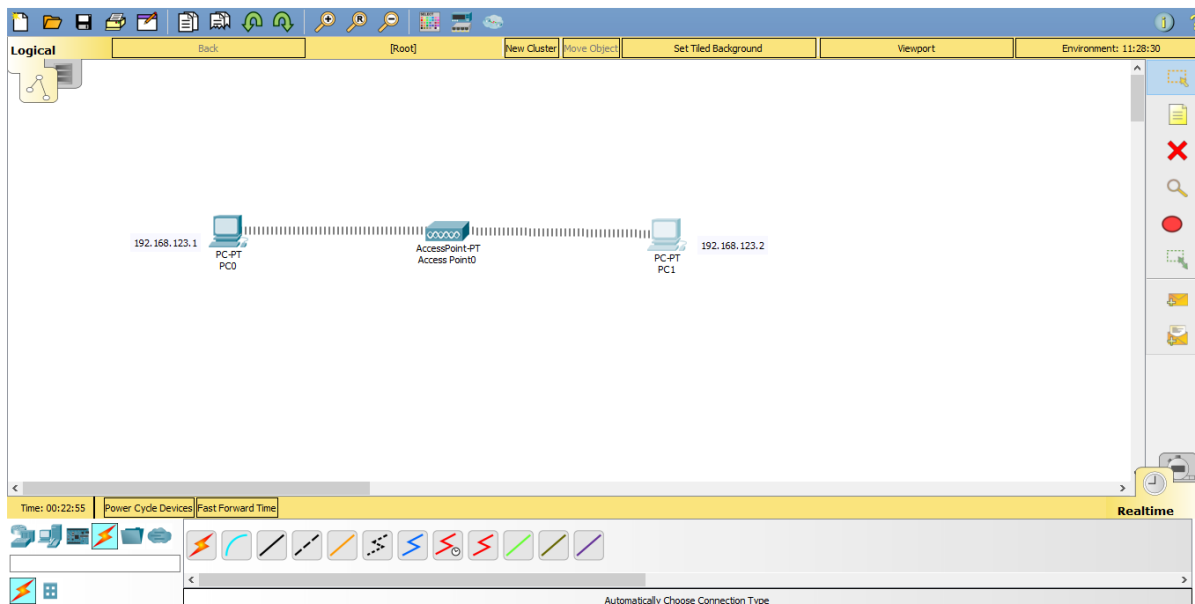 Logical
Back
[Root]
New Cluster
Move Object
Set Tiled Background
Viewport
Environment: 11:28:30
192.168.123.1
PC-PT
PC0
AccessPoint-PT
Access Point0
PC-PT
PC1
192.168.123.2
Time: 00:22:55
Power Cycle Devices
Fast Forward Time
Realtime
Automatically Choose Connection Type